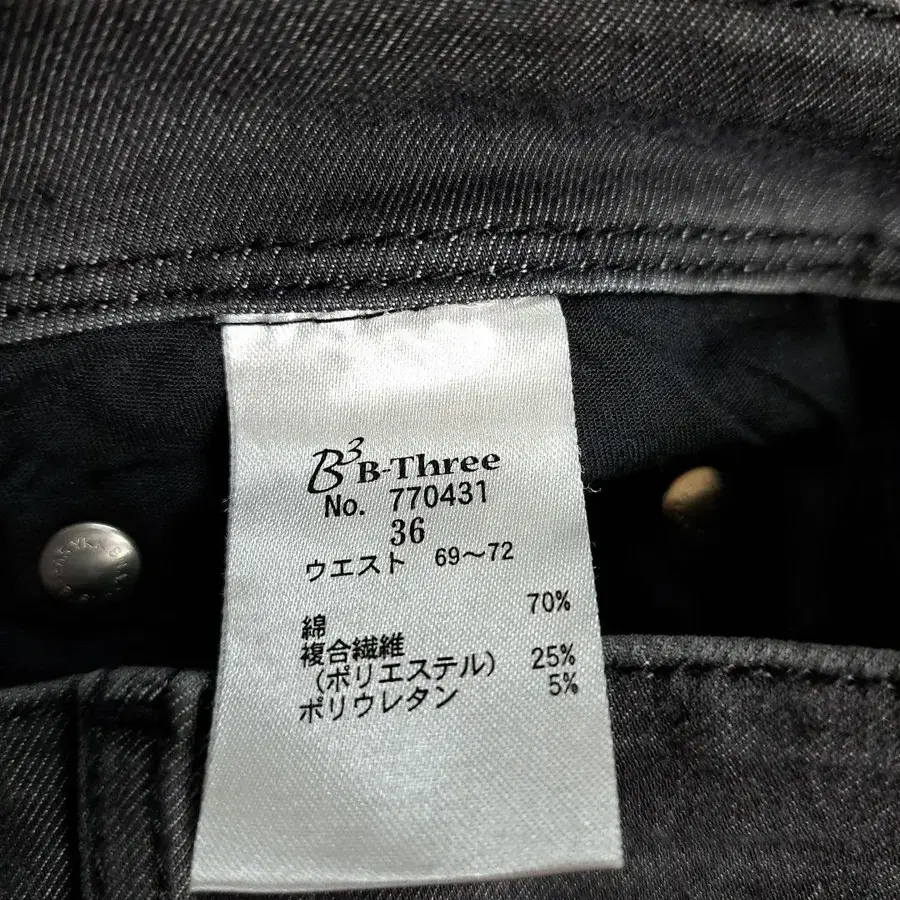 B³ B-Three
No. 770431
36
ウエスト 69～72
綿 70%
複合繊維
(ポリエステル) 25%
ポリウレタン 5%
YKK